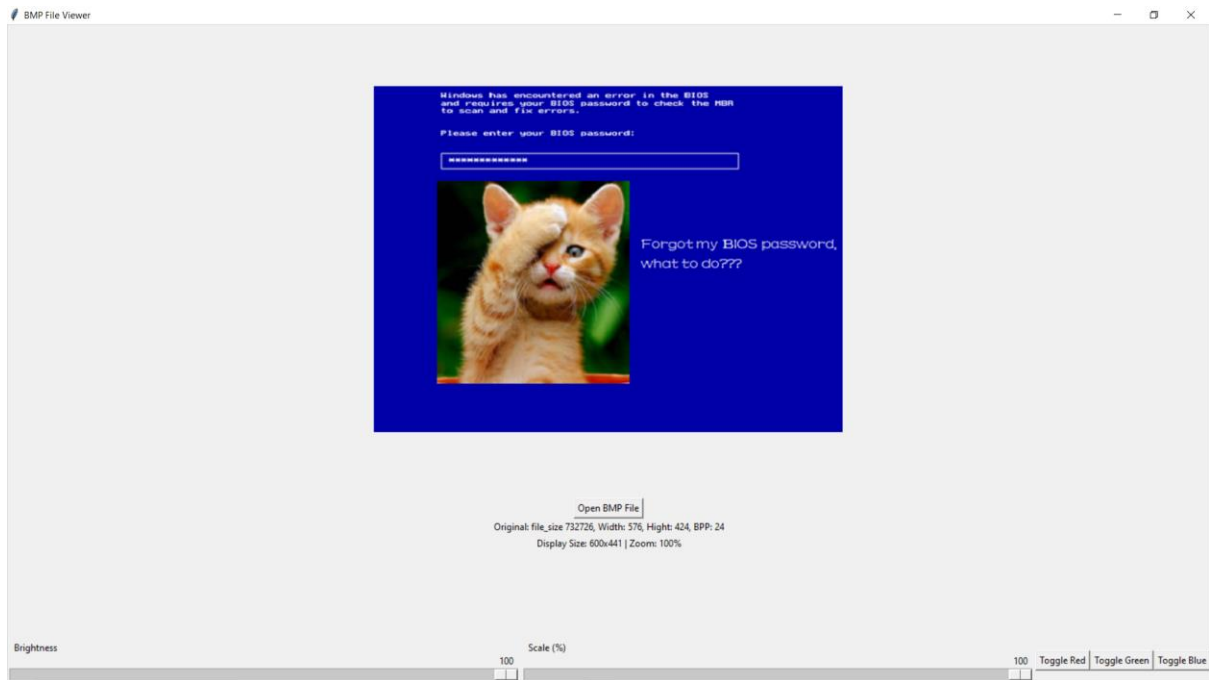 BMP File Viewer
Windows has encountered an error in the BIOS
and requires your BIOS password to check the MBR
to scan and fix errors.
Please enter your BIOS password:
*************
Forgot my BIOS password,
what to do???
Open BMP File
Original: file_size 732726, Width: 576, Hight: 424, BPP: 24
Display Size: 600x441 | Zoom: 100%
Brightness
100
Scale (%)
100
Toggle Red Toggle Green Toggle Blue